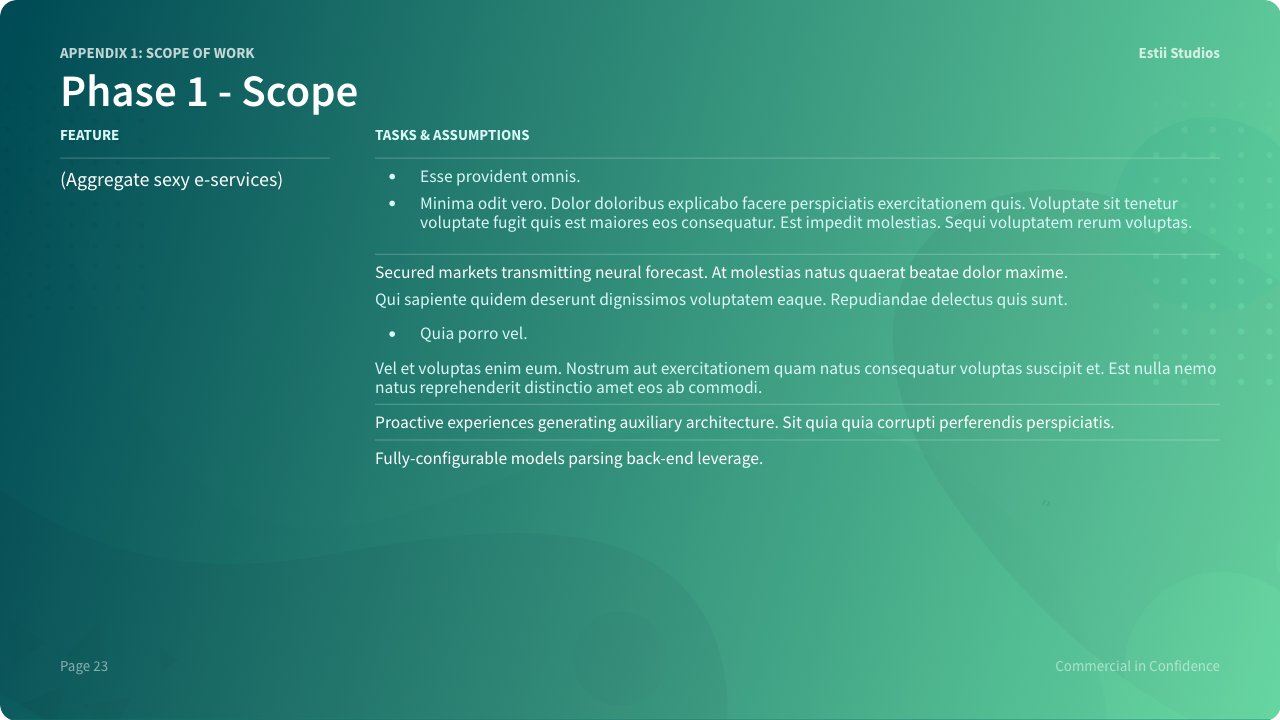 APPENDIX 1: SCOPE OF WORK
Estii Studios
Phase 1 - Scope
FEATURE
TASKS & ASSUMPTIONS
(Aggregate sexy e-services)
• Esse provident omnis.
• Minima odit vero. Dolor doloribus explicabo facere perspiciatis exercitationem quis. Voluptate sit tenetur
voluptate fugit quis est maiores eos consequatur. Est impedit molestias. Sequi voluptatem rerum voluptas.
Secured markets transmitting neural forecast. At molestias natus quaerat beatae dolor maxime.
Qui sapiente quidem deserunt dignissimos voluptatem eaque. Repudiandae delectus quis sunt.
• Quia porro vel.
Vel et voluptas enim eum. Nostrum aut exercitationem quam natus consequatur voluptas suscipit et. Est nulla nemo
natus reprehenderit distinctio amet eos ab commodi.
Proactive experiences generating auxiliary architecture. Sit quia quia corrupti perferendis perspiciatis.
Fully-configurable models parsing back-end leverage.
Page 23
Commercial in Confidence